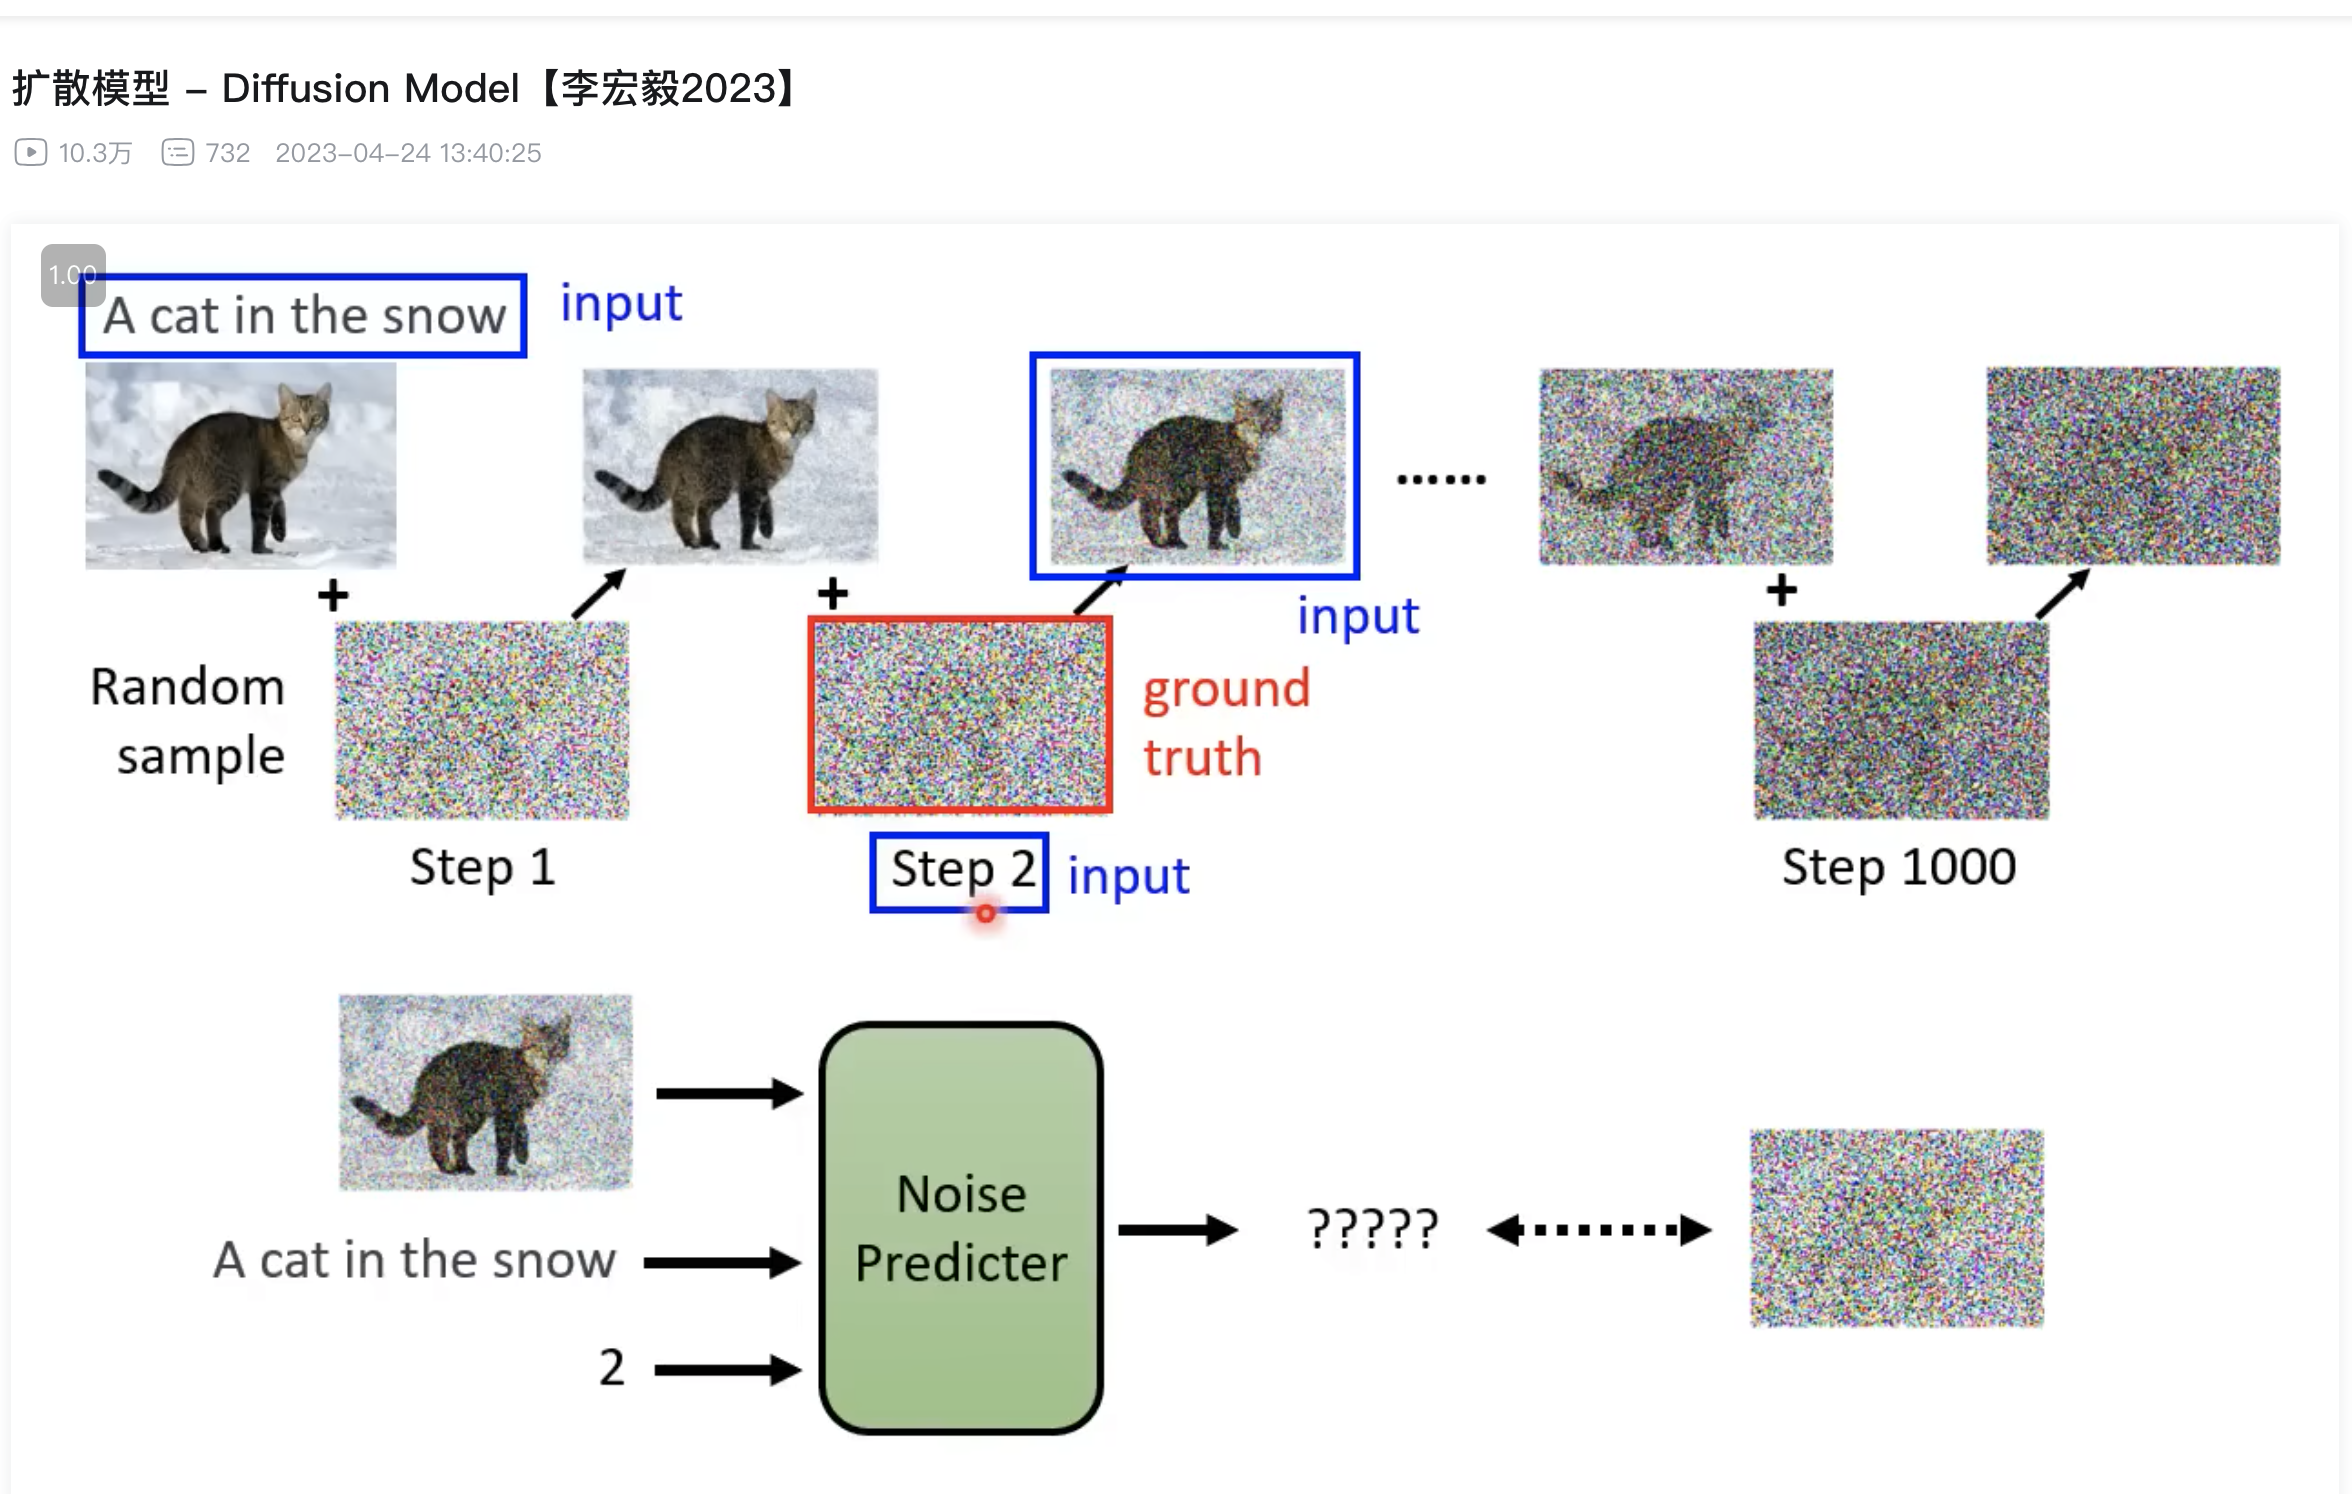 扩散模型 – Diffusion Model【李宏毅2023】
10.3万 732 2023-04-24 13:40:25
1.00
A cat in the snow
input
input
Random
sample
ground
truth
Step 1
Step 2
input
Step 1000
A cat in the snow
2
Noise
Predicter
?????